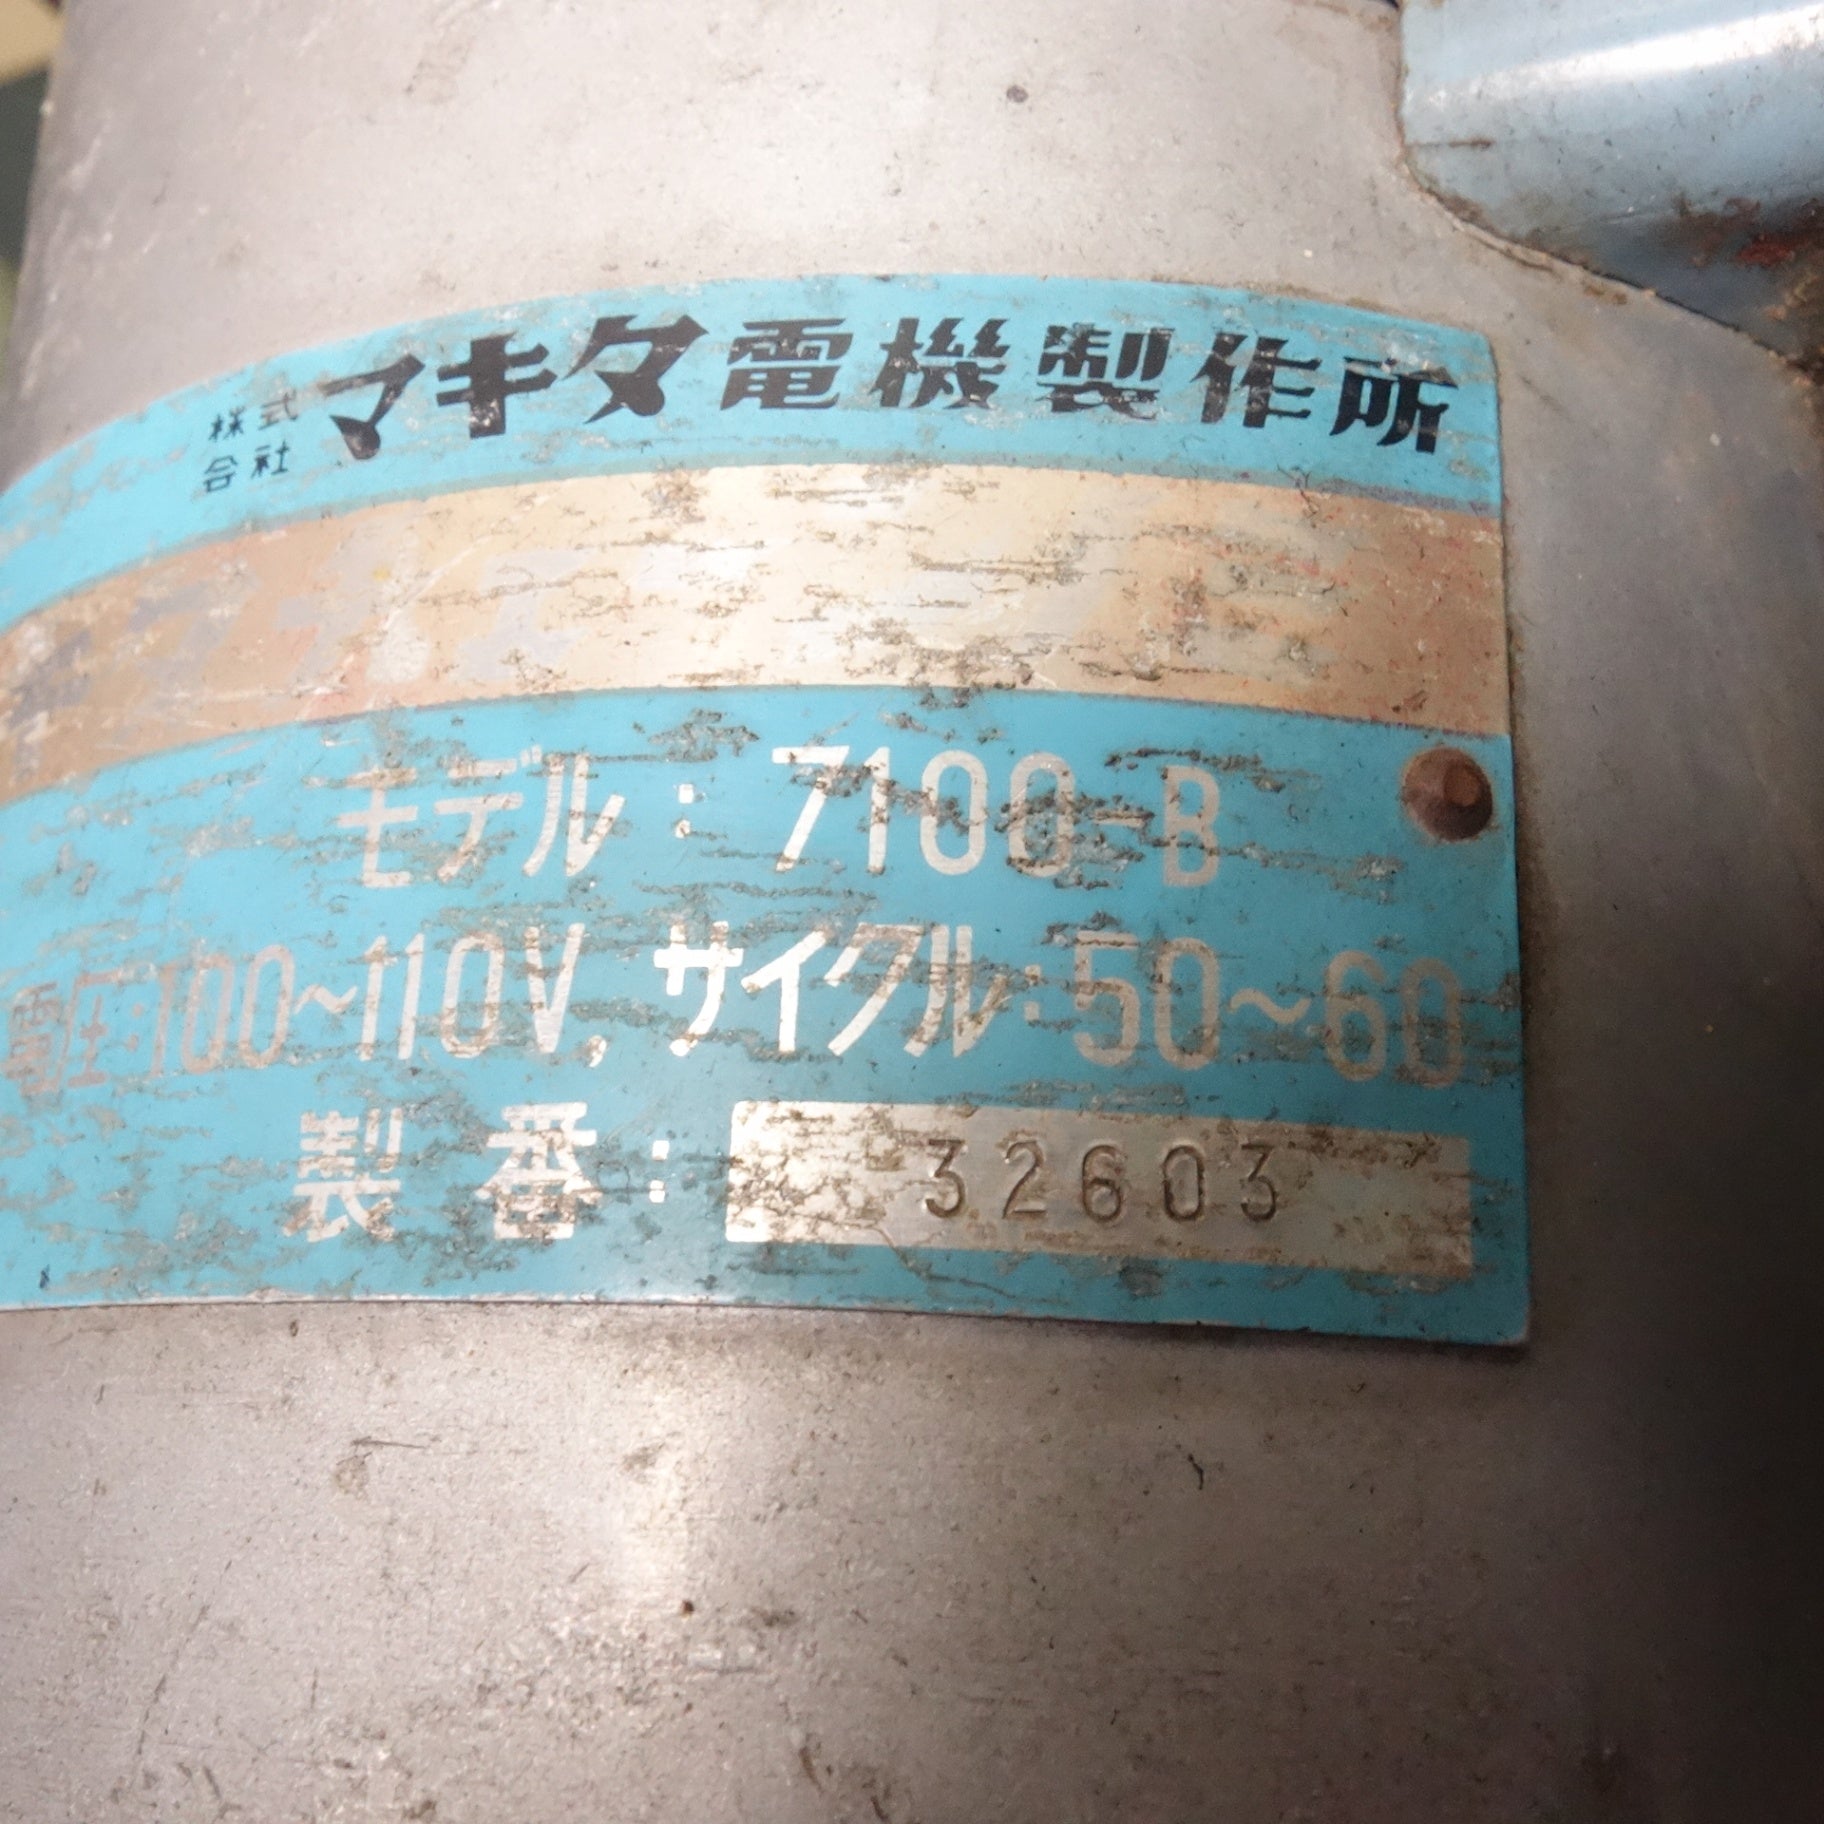 株式会社 マキタ電機製作所
モデル：7100-B
電圧：100～110V, サイクル：50～60
製番：32603